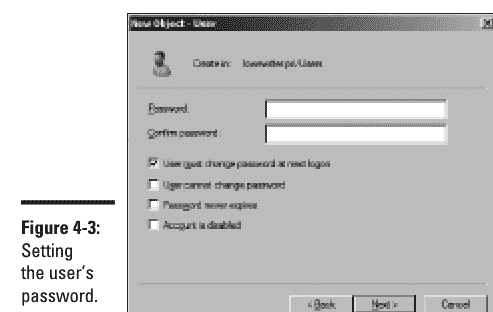 New Object - User
Create in: lowewriter.pri/Users
Password:
Confirm password:
User must change password at next logon
User cannot change password
Password never expires
Account is disabled
< Back
Next >
Cancel
Figure 4-3:
Setting
the user's
password.